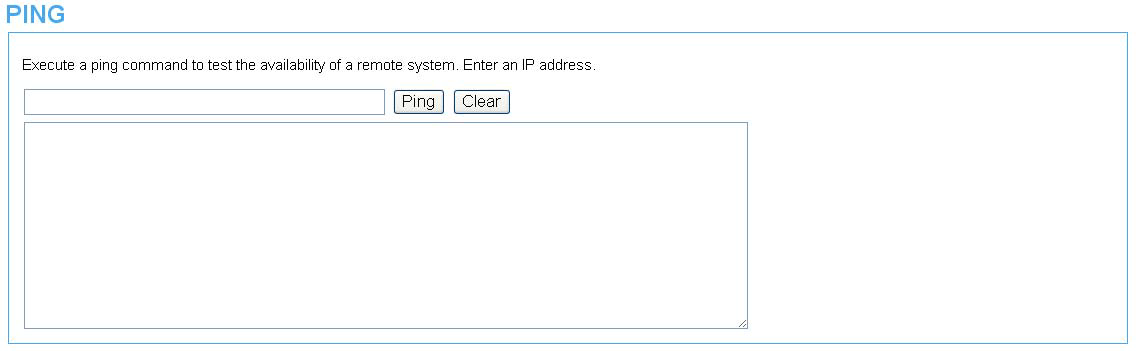 PING
Execute a ping command to test the availability of a remote system. Enter an IP address.
Ping Clear